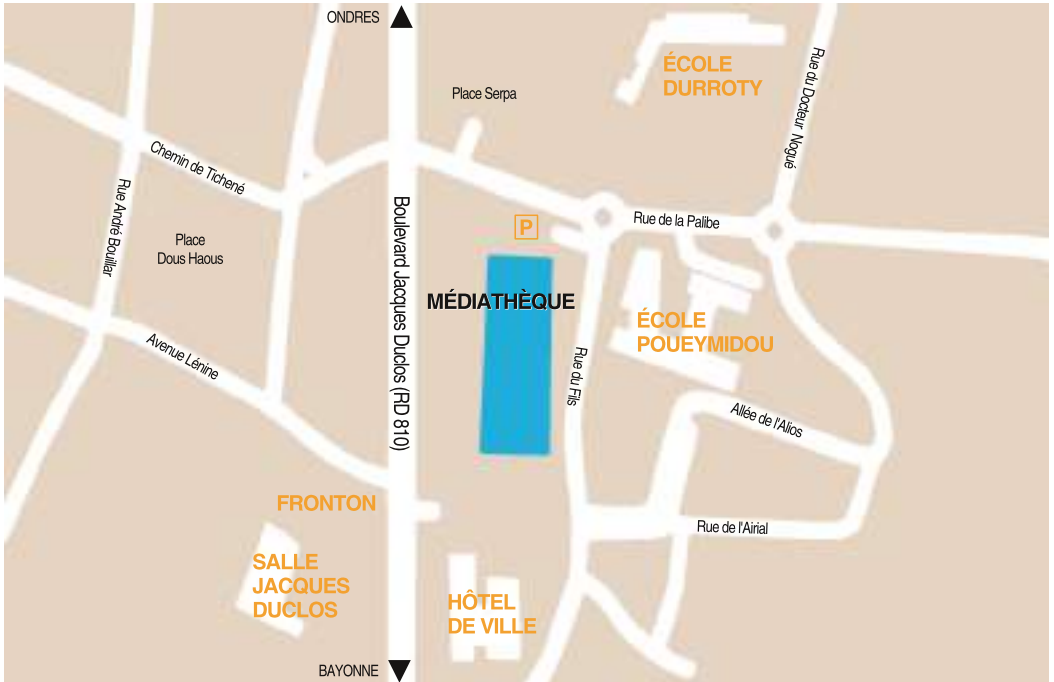 ONDRES
ÉCOLE
DURROTY
Place Serpa
Rue du Docteur Nogué
Chemin de Tichené
Rue André Bouillar
Place
Dous Haous
Boulevard Jacques Duclos (RD 810)
P
Rue de la Palibe
MÉDIATHÈQUE
ÉCOLE
POUEYMIDOU
Avenue Lénine
Rue du Fils
Allée de l'Alios
FRONTON
Rue de l'Airial
SALLE
JACQUES
DUCLOS
HÔTEL
DE VILLE
BAYONNE